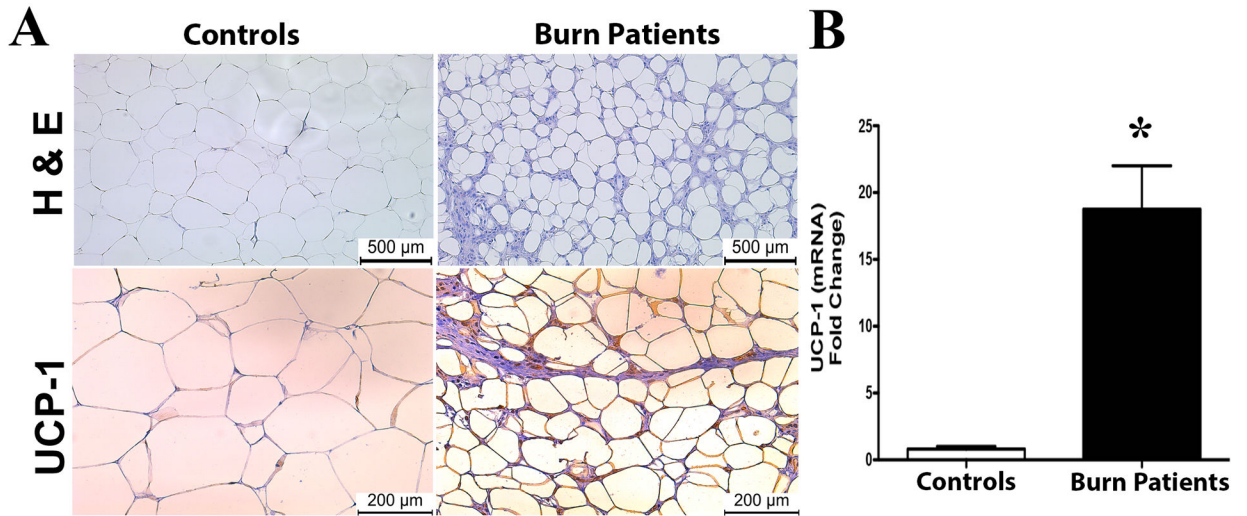 A
Controls
Burn Patients
H & E
500 μm
500 μm
UCP-1
200 μm
200 μm
B
UCP-1 (mRNA)
Fold Change)
25
20
15
10
5
0
*
Controls
Burn Patients